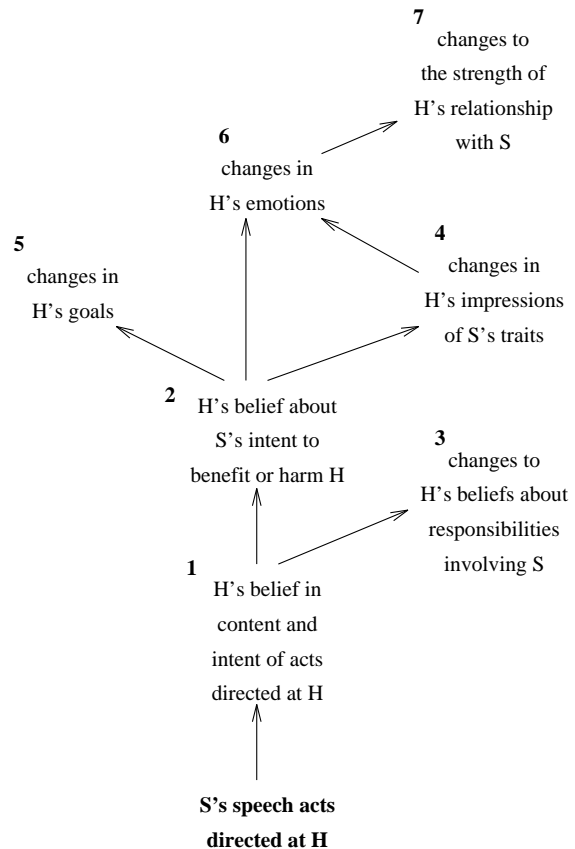 7
changes to
the strength of
H's relationship
with S
6
changes in
H's emotions
5
changes in
H's goals
4
changes in
H's impressions
of S's traits
2
H's belief about
S's intent to
benefit or harm H
3
changes to
H's beliefs about
responsibilities
involving S
1
H's belief in
content and
intent of acts
directed at H
S's speech acts
directed at H